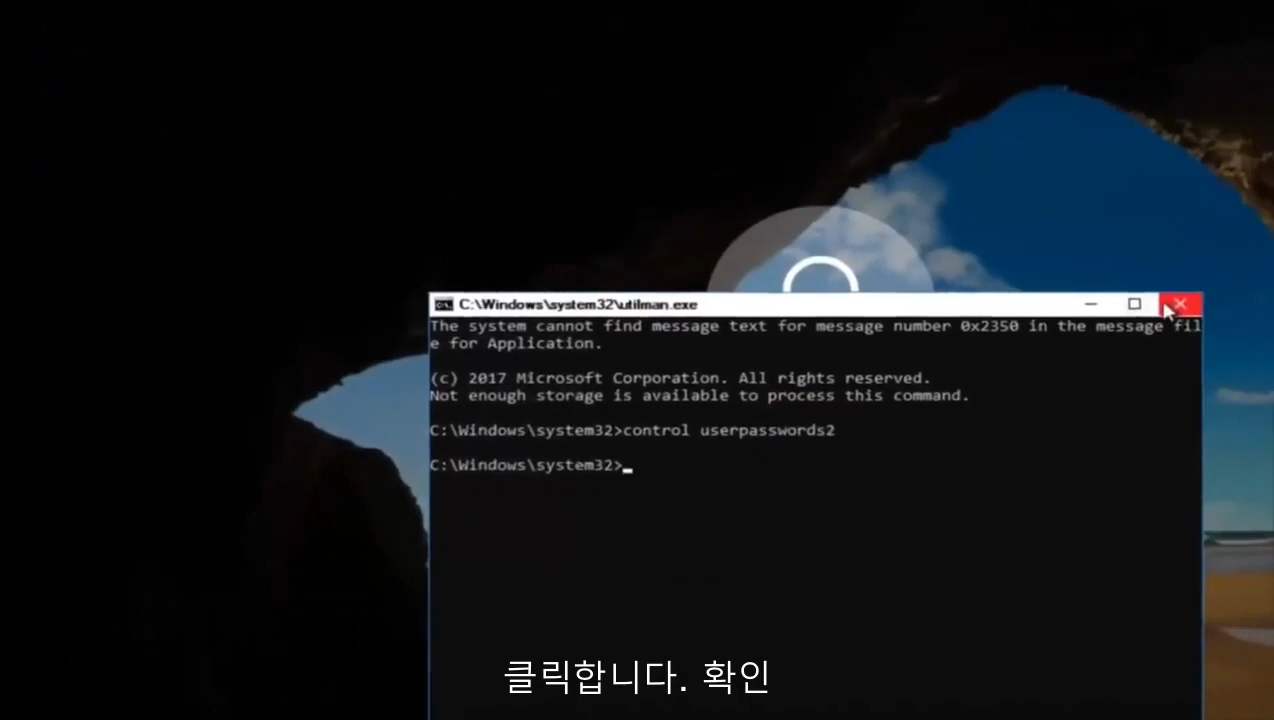 C:\Windows\system32\utilman.exe
The system cannot find message text for message number 0x2350 in the message fil
e for Application.
(c) 2017 Microsoft Corporation. All rights reserved.
Not enough storage is available to process this command.
C:\Windows\system32>control userpasswords2
C:\Windows\system32>
클릭합니다. 확인